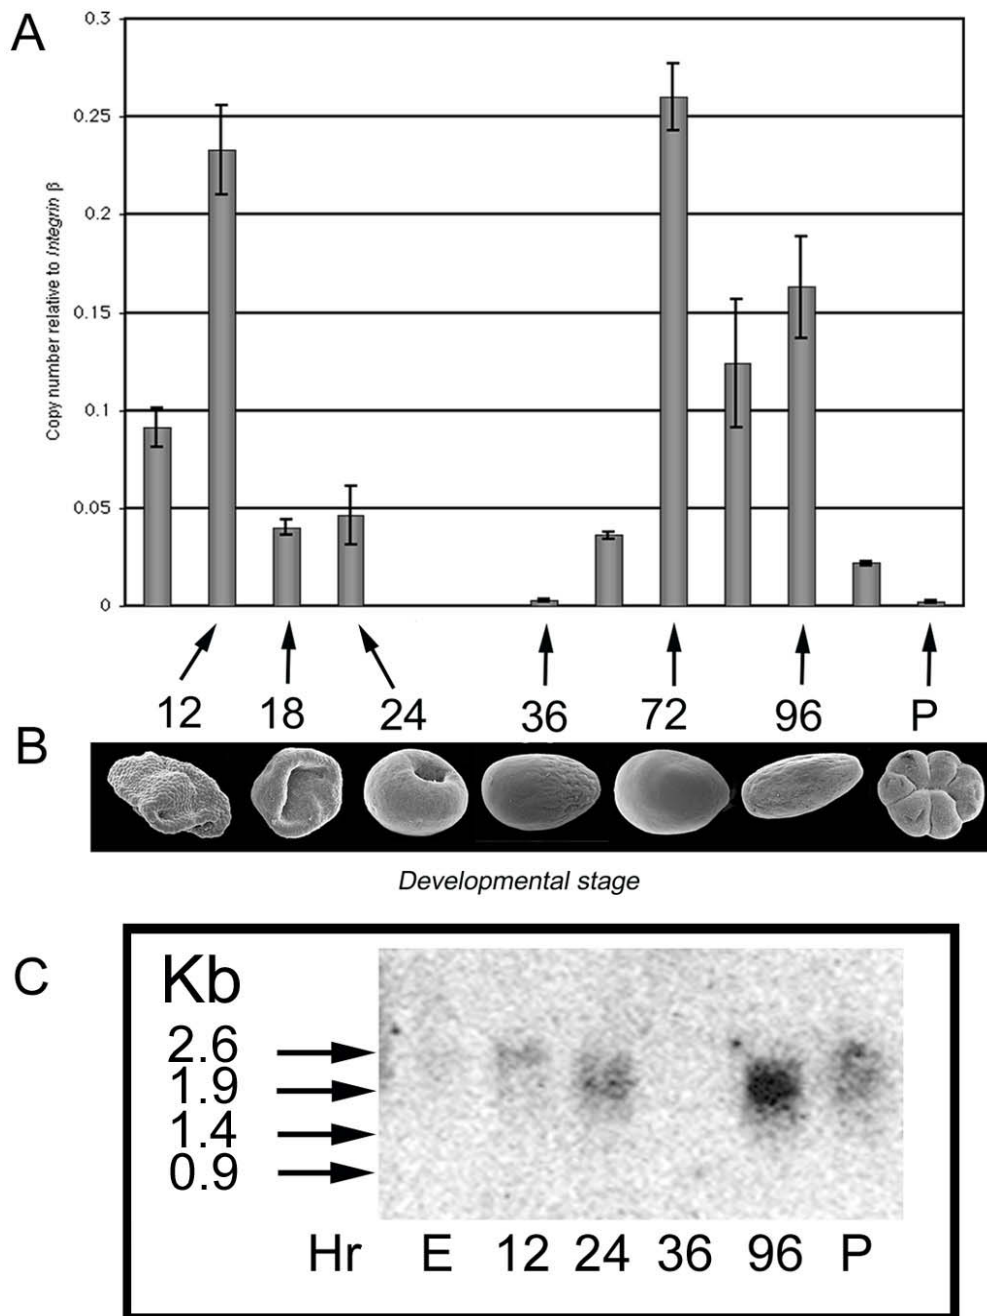 A
Copy number relative to Integrin β
0.3
0.25
0.2
0.15
0.1
0.05
0
12 18 24 36 72 96 P
B
Developmental stage
C
Kb
2.6
1.9
1.4
0.9
Hr E 12 24 36 96 P